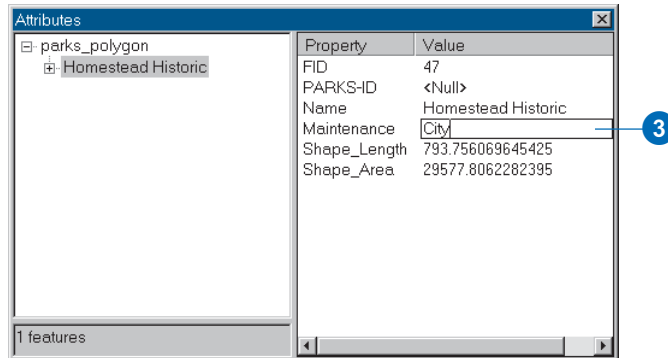 Attributes
parks_polygon
Homestead Historic
1 features
Property Value
FID 47
PARKS-ID <Null>
Name Homestead Historic
Maintenance City
Shape_Length 793.756069645425
Shape_Area 29577.8062282395
3